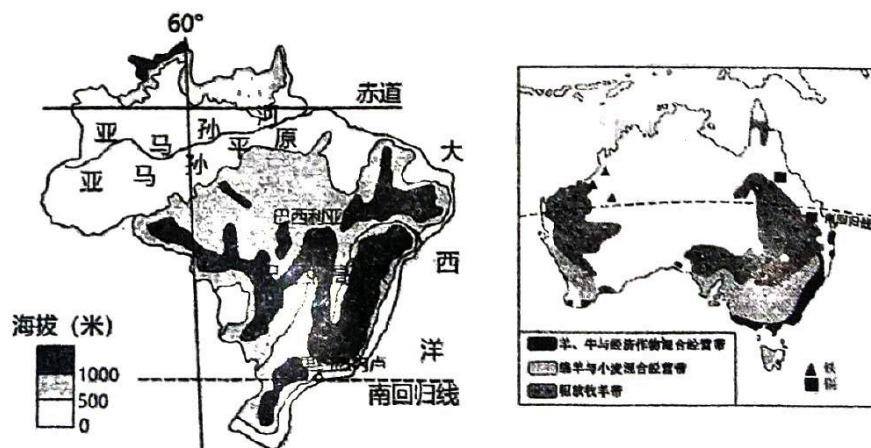 60°
赤道
亚马孙河
亚马孙平原
大西洋
巴西利亚
海拔（米）
1000
500
0
南回归线
南回归线
羊、牛与经济作物混合经营带
绵羊与小麦混合经营带
粗放牧羊带
铁